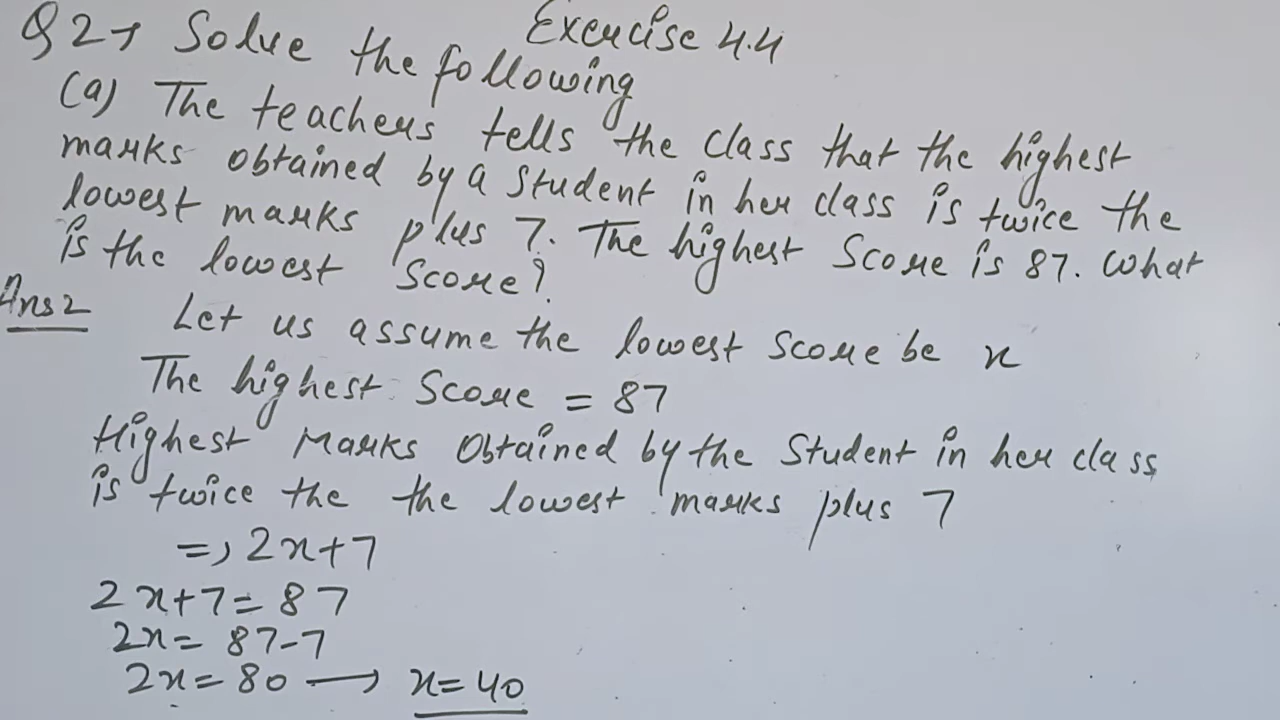 Exercise 4.4
Q2→ Solve the following
(a) The teachers tells the class that the highest
marks obtained by a student in her class is twice the
lowest marks plus 7. The highest Score is 87. What
is the lowest Score?
Ans2 Let us assume the lowest Score be x
The highest Score = 87
Highest Marks Obtained by the Student in her class
is twice the the lowest marks plus 7
=> 2x+7
2x+7=87
2x= 87-7
2x=80 → x=40